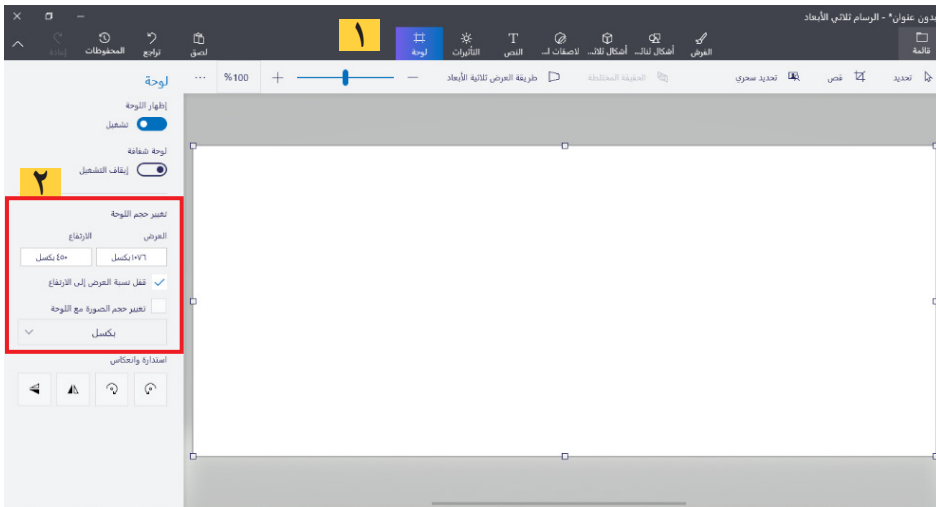 بدون عنوان* - الرسام ثلاثي الأبعاد
قائمة
الفرش
أشكال ثنائـ...
أشكال ثلاثـ...
لاصقات لـ...
النص
التأثيرات
لوحة
١
لصق
تراجع
المحفوظات
إعادة
تحديد
قص
تحديد سحري
الحقيقة المختلطة
طريقة العرض ثلاثية الأبعاد
%100
...
لوحة
إظهار اللوحة
تشغيل
لوحة شفافة
إيقاف التشغيل
٢
تغيير حجم اللوحة
العرض الارتفاع
١٠٧٦ بكسل ٤٥٠ بكسل
قفل نسبة العرض إلى الارتفاع
تغيير حجم الصورة مع اللوحة
بكسل
استدارة وانعكاس